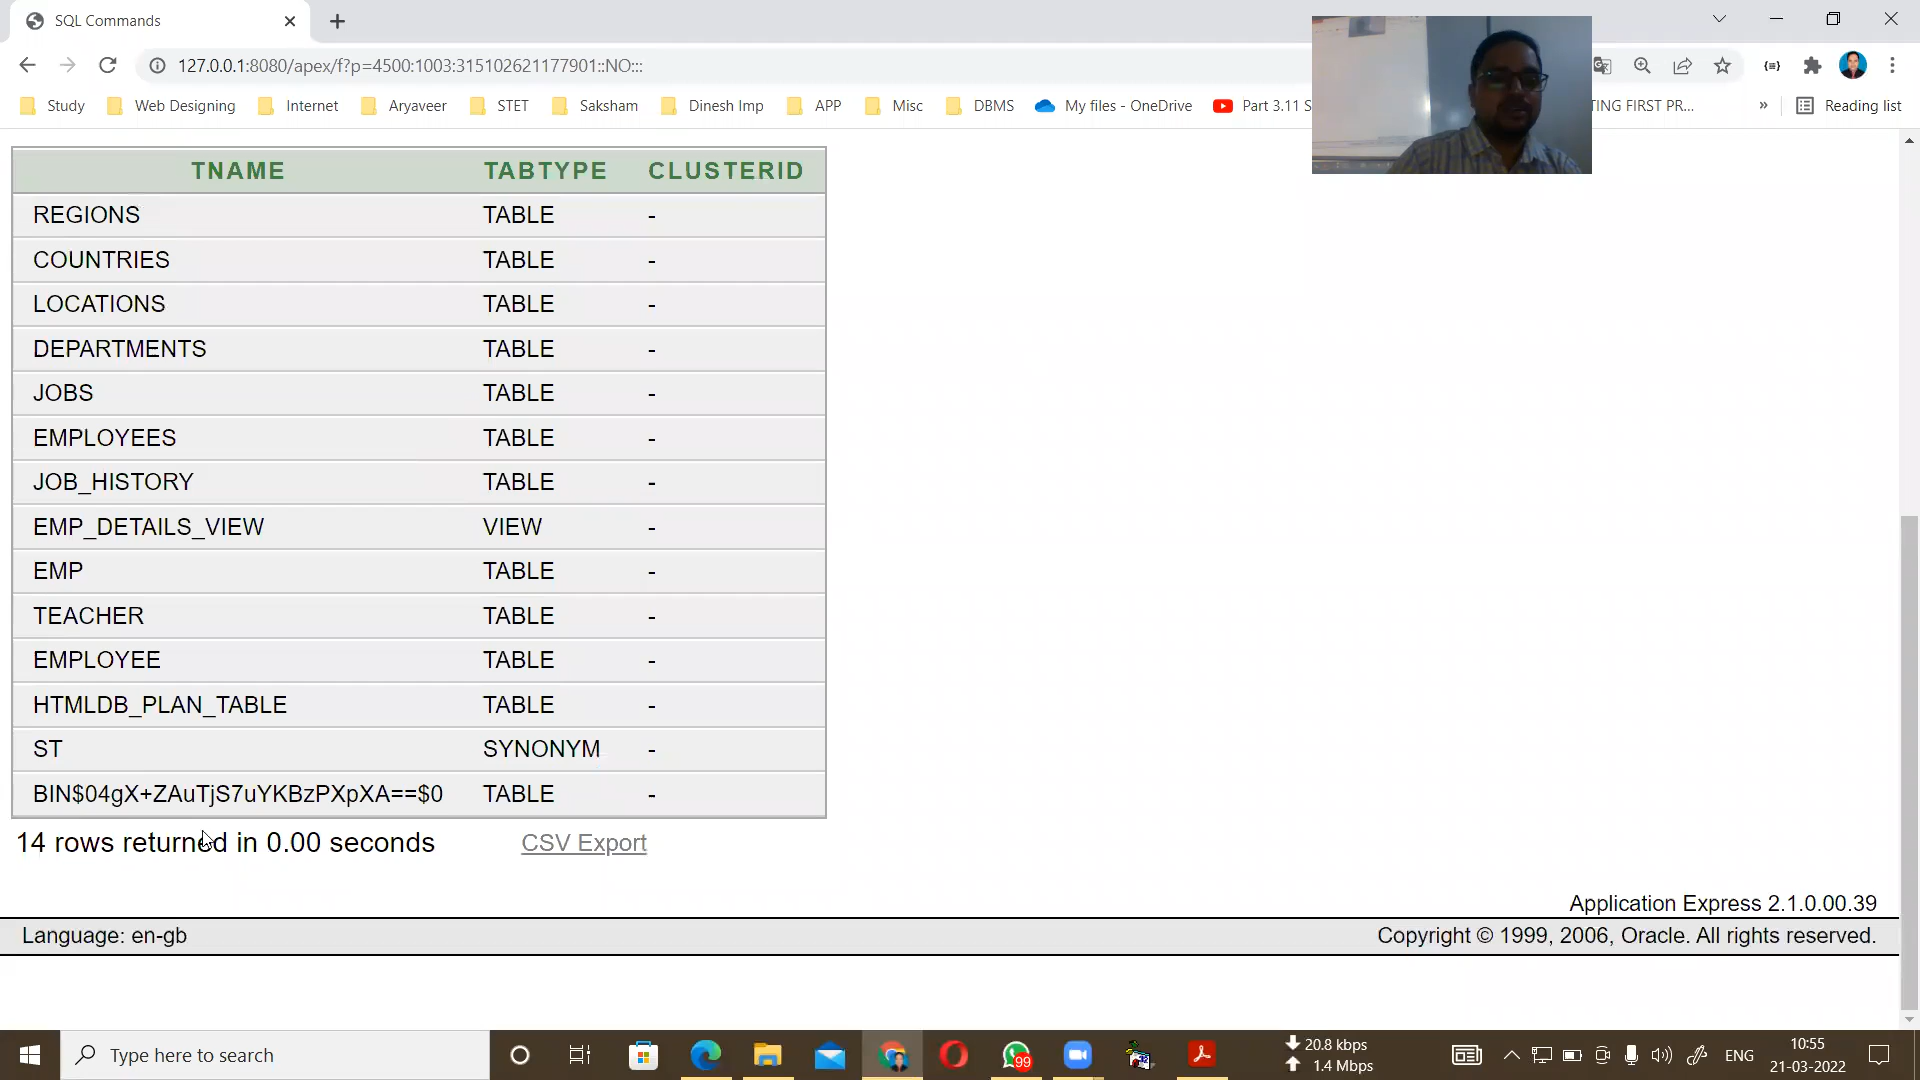 SQL Commands
127.0.0.1:8080/apex/f?p=4500:1003:315102621177901::NO:::
Study Web Designing Internet Aryaveer STET Saksham Dinesh Imp APP Misc DBMS My files - OneDrive Part 3.11 S TING FIRST PR... » Reading list
TNAME TABTYPE CLUSTERID
REGIONS TABLE -
COUNTRIES TABLE -
LOCATIONS TABLE -
DEPARTMENTS TABLE -
JOBS TABLE -
EMPLOYEES TABLE -
JOB_HISTORY TABLE -
EMP_DETAILS_VIEW VIEW -
EMP TABLE -
TEACHER TABLE -
EMPLOYEE TABLE -
HTMLDB_PLAN_TABLE TABLE -
ST SYNONYM -
BIN$04gX+ZAuTjS7uYKBzPXpXA==$0 TABLE -
14 rows returned in 0.00 seconds CSV Export
Application Express 2.1.0.00.39
Language: en-gb Copyright © 1999, 2006, Oracle. All rights reserved.
Type here to search
99
20.8 kbps
1.4 Mbps
ENG
10:55
21-03-2022